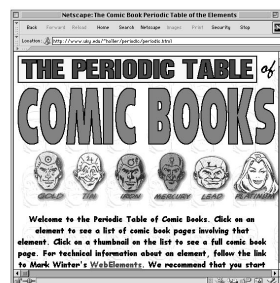 Netscape: The Comic Book Periodic Table of the Elements
Back Forward Reload Home Search Netscape Images Print Security Stop
Location: http://www.uky.edu/~holler/periodic/periodic.html
THE PERIODIC TABLE of
COMIC BOOKS
GOLD TIN IRON MERCURY LEAD PLATINUM
Welcome to the Periodic Table of Comic Books. Click on an
element to see a list of comic book pages involving that
element. Click on a thumbnail on the list to see a full comic book
page. For technical information about an element, follow the link
to Mark Winter's WebElements. We recommend that you start